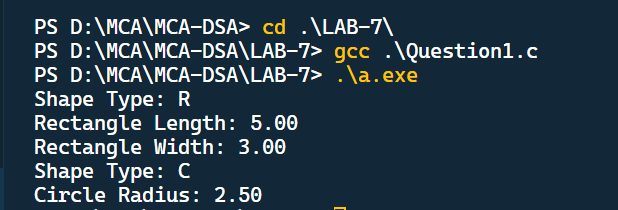 PS D:\MCA\MCA-DSA> cd .\LAB-7\
PS D:\MCA\MCA-DSA\LAB-7> gcc .\Question1.c
PS D:\MCA\MCA-DSA\LAB-7> .\a.exe
Shape Type: R
Rectangle Length: 5.00
Rectangle Width: 3.00
Shape Type: C
Circle Radius: 2.50